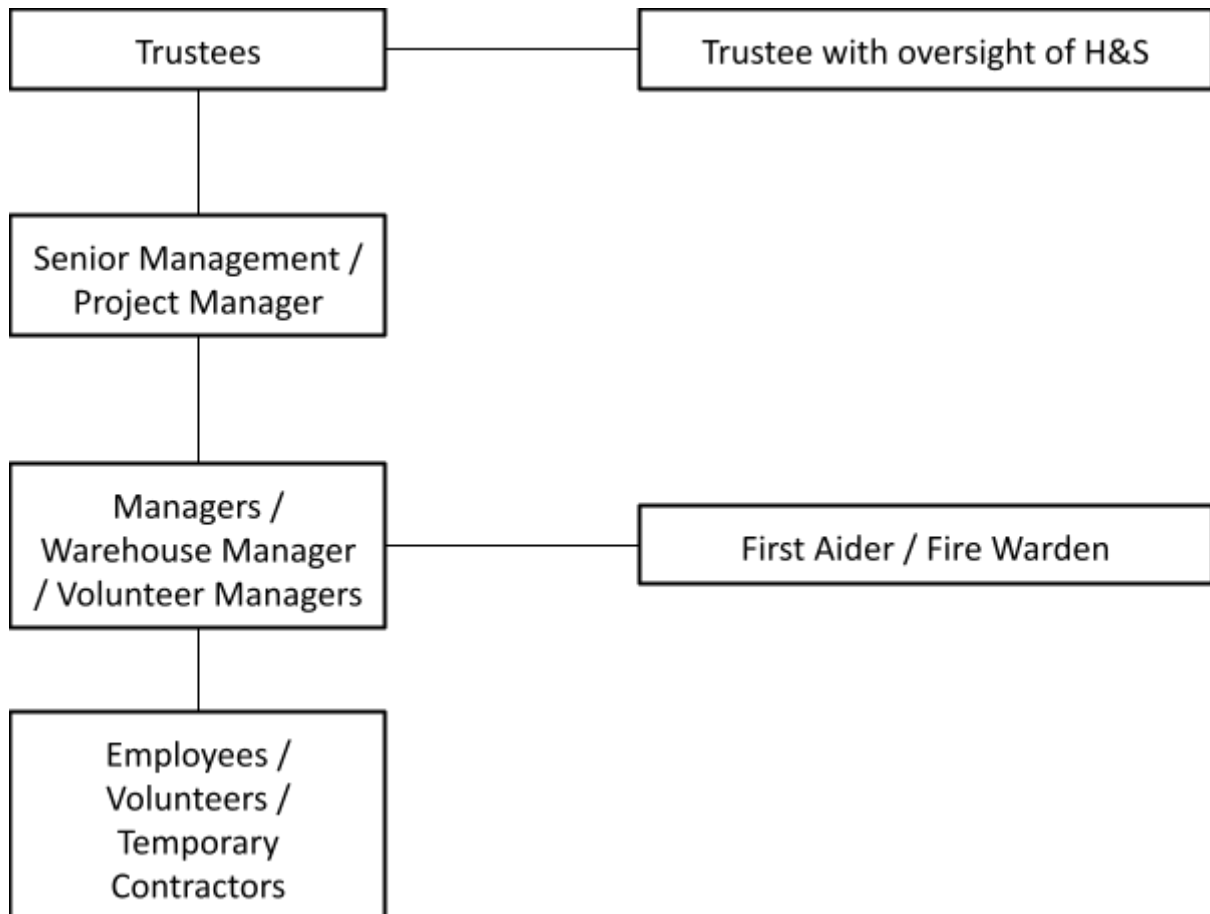 Trustees
Trustee with oversight of H&S
Senior Management /
Project Manager
Managers /
Warehouse Manager
/ Volunteer Managers
First Aider / Fire Warden
Employees /
Volunteers /
Temporary
Contractors